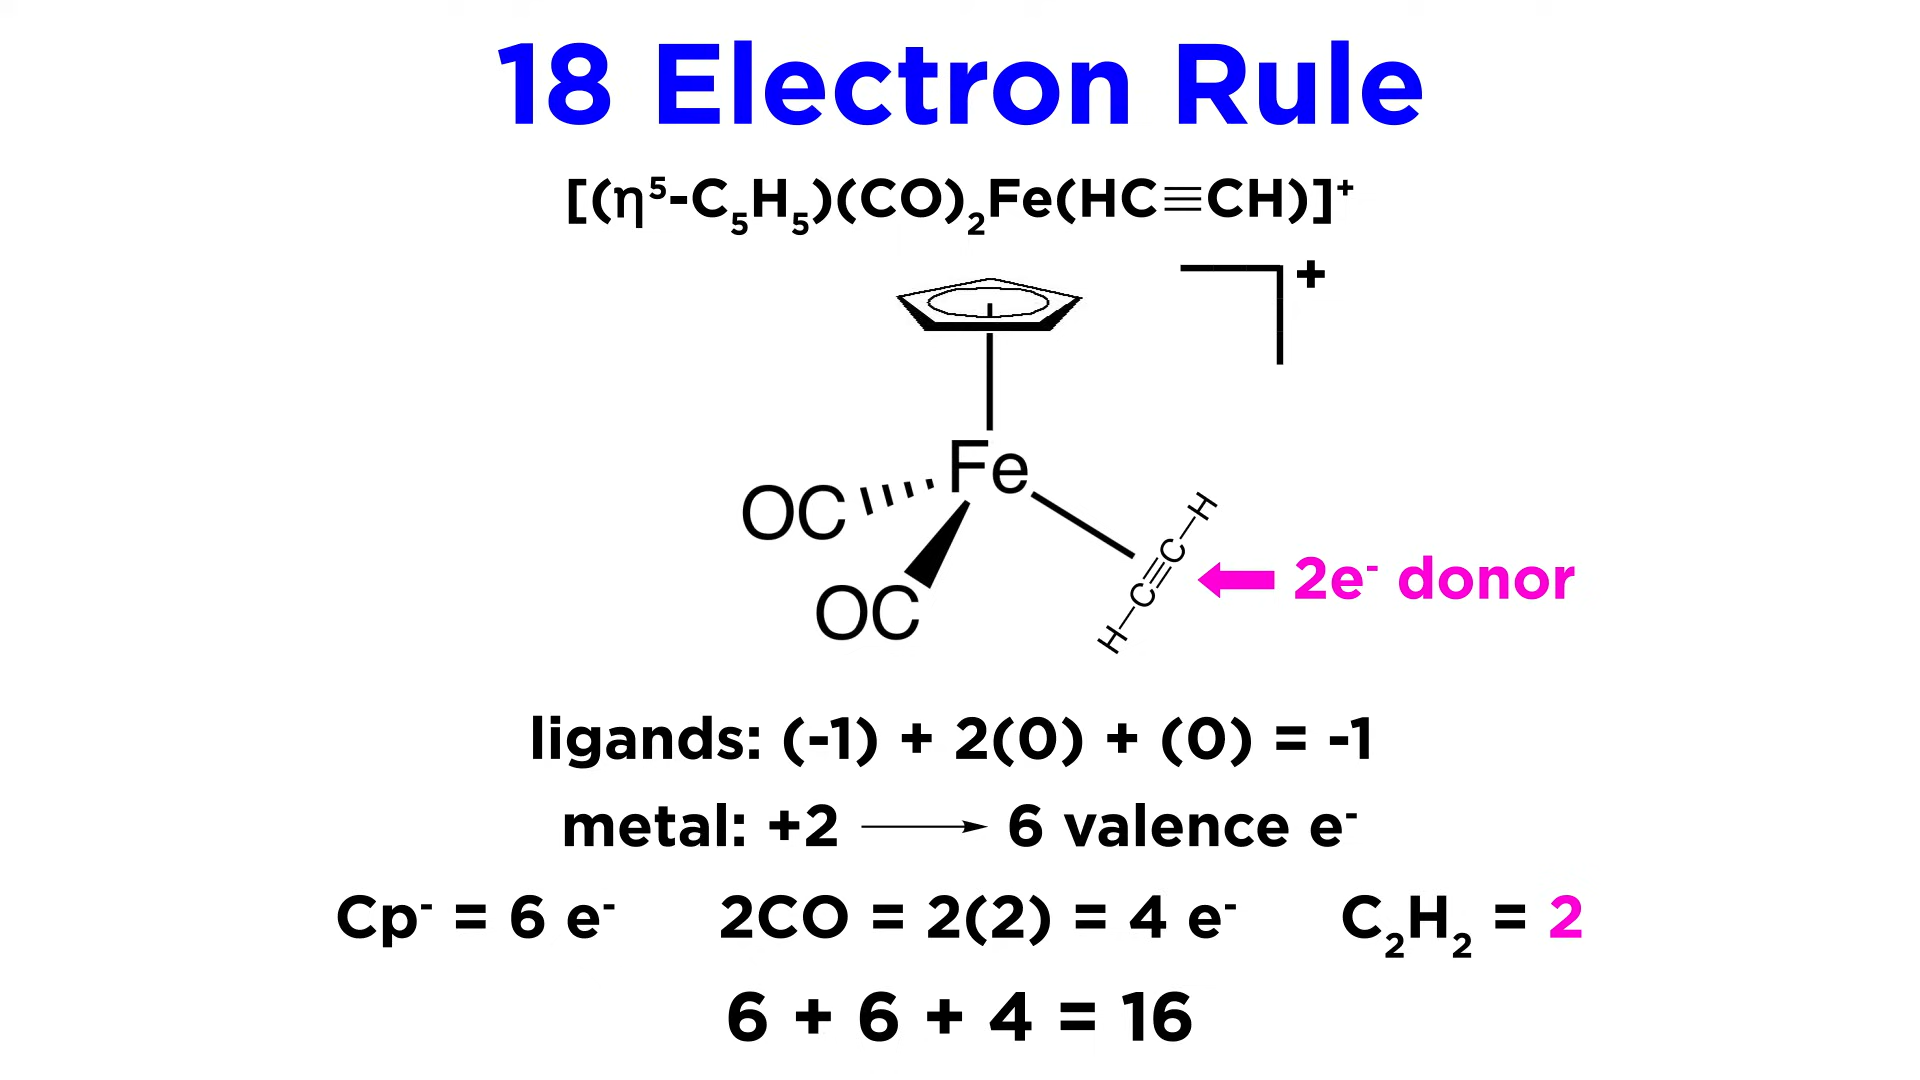 18 Electron Rule
[(η⁵-C₅H₅)(CO)₂Fe(HC≡CH)]⁺
+
Fe
OC
OC
H
C≡C
H
2e⁻ donor
ligands: (-1) + 2(0) + (0) = -1
metal: +2 ⟶ 6 valence e⁻
Cp⁻ = 6 e⁻ 2CO = 2(2) = 4 e⁻ C₂H₂ = 2
6 + 6 + 4 = 16